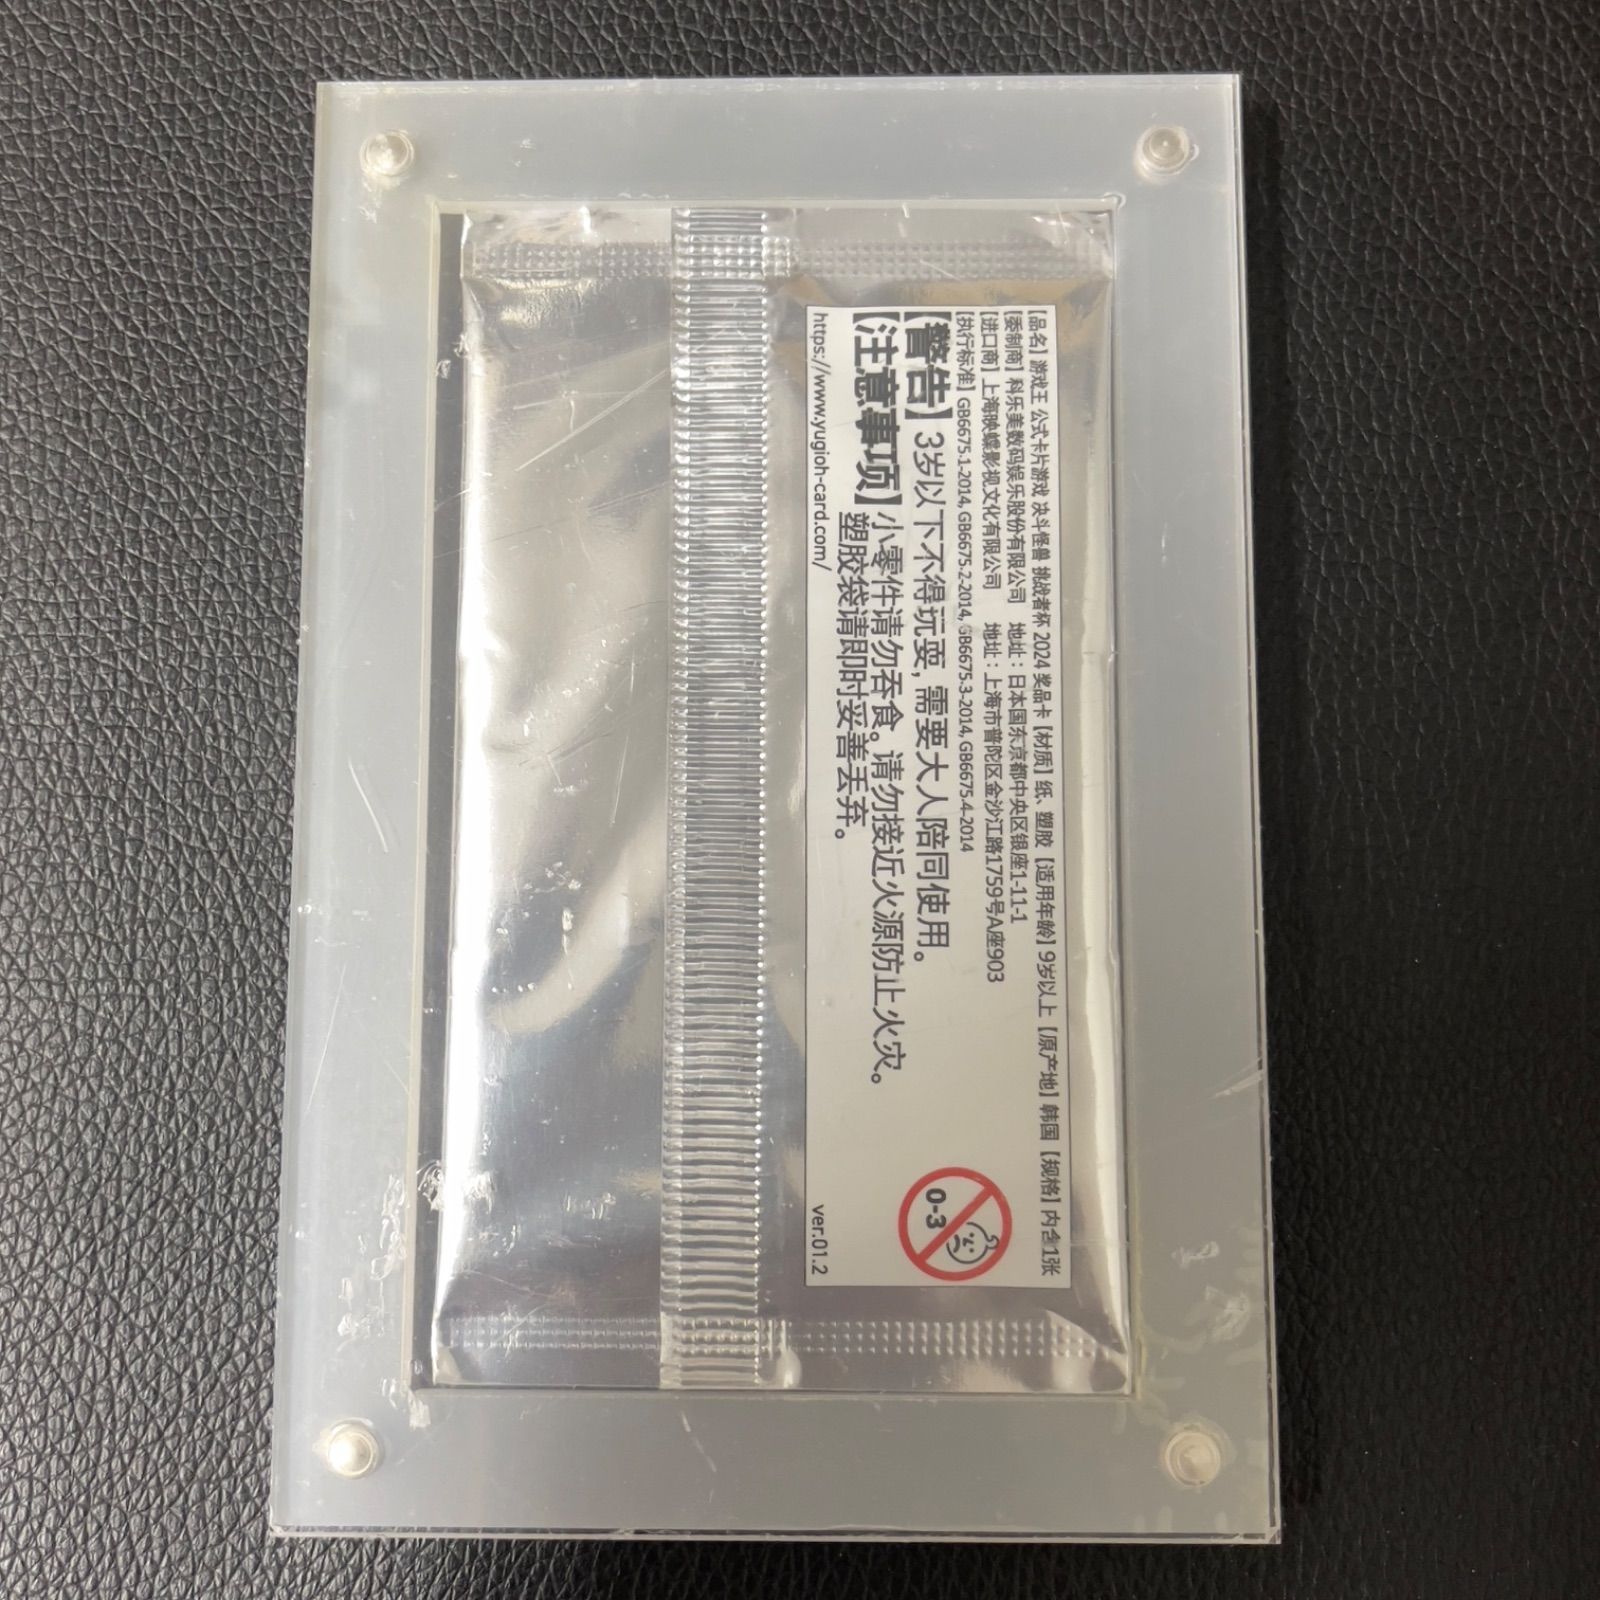 【品名】游戏王 公式卡片游戏 决斗怪兽 挑战者杯 2024 奖品卡【材质】纸、塑胶【适用年龄】9岁以上【原产地】韩国【规格】内含1张
【委制商】科乐美数码娱乐股份有限公司 地址：日本国东京都中央区银座1-11-1
【进口商】上海映蝶影视文化有限公司 地址：上海市普陀区金沙江路1759号A座903
【执行标准】GB6675.1-2014, GB6675.2-2014, GB6675.3-2014, GB6675.4-2014
【警告】3岁以下不得玩耍, 需要大人陪同使用。
【注意事项】小零件请勿吞食。请勿接近火源防止火灾。
塑胶袋请即时妥善丢弃。
https://www.yugioh-card.com/
0-3
ver.01.2